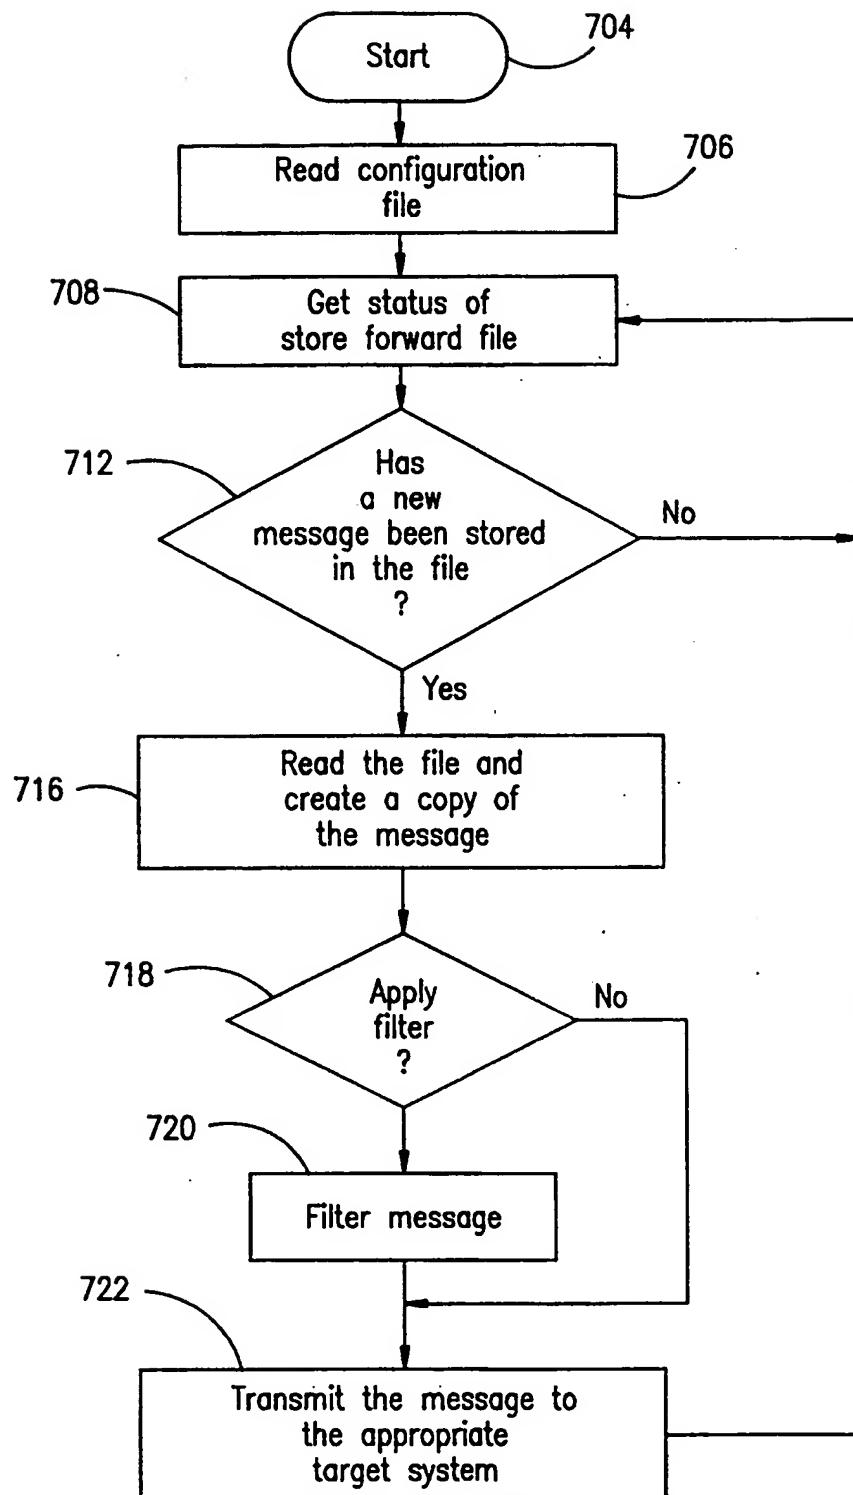 Start
704
Read configuration
file
706
708
Get status of
store forward file
712
Has
a new
message been stored
in the file
?
No
Yes
716
Read the file and
create a copy of
the message
718
Apply
filter
?
No
720
Filter message
722
Transmit the message to
the appropriate
target system